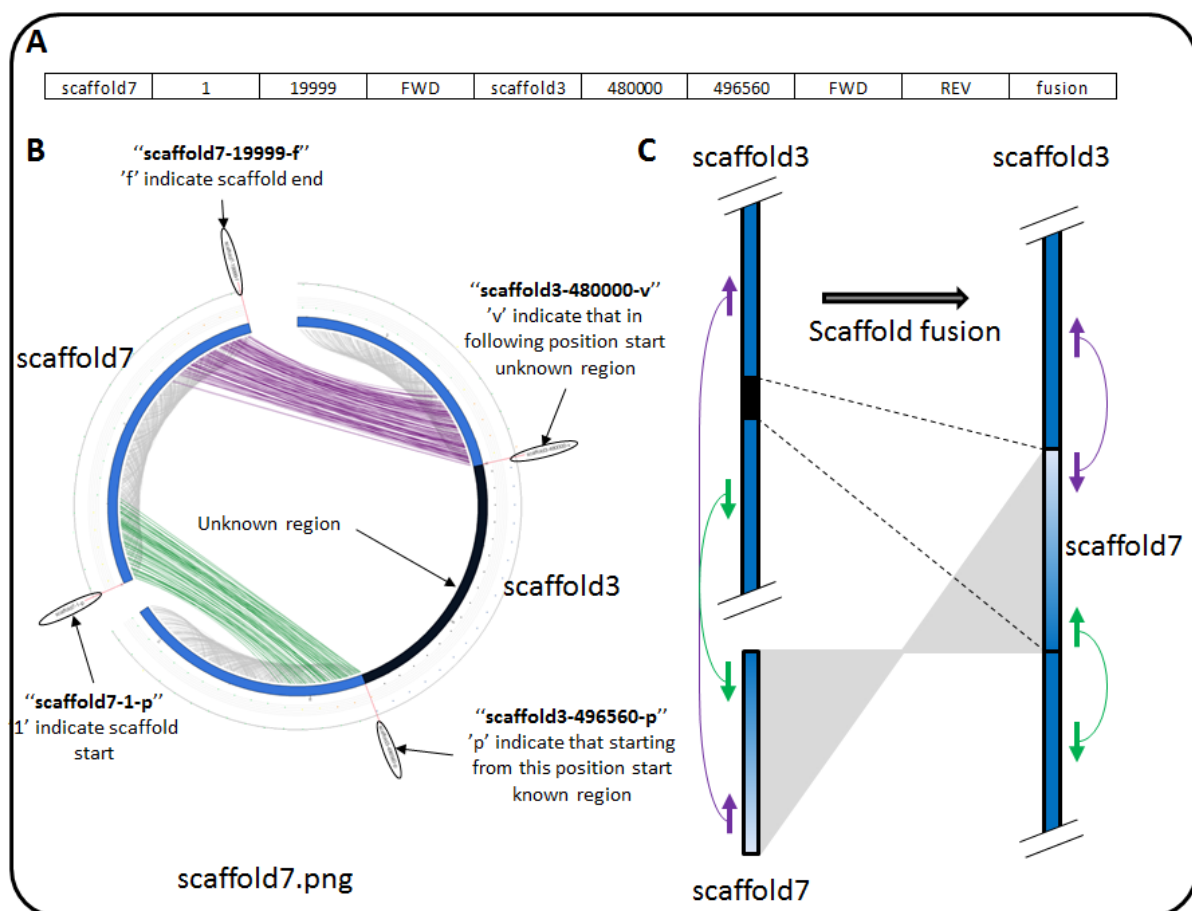 A
scaffold7 1 19999 FWD scaffold3 480000 496560 FWD REV fusion
B
“scaffold7-19999-f”
’f’ indicate scaffold end
scaffold7
“scaffold3-480000-v”
’v’ indicate that in
following position start
unknown region
Unknown region
scaffold3
“scaffold7-1-p”
’1’ indicate scaffold
start
“scaffold3-496560-p”
’p’ indicate that starting
from this position start
known region
scaffold7.png
C
scaffold3
scaffold3
Scaffold fusion
scaffold7
scaffold7